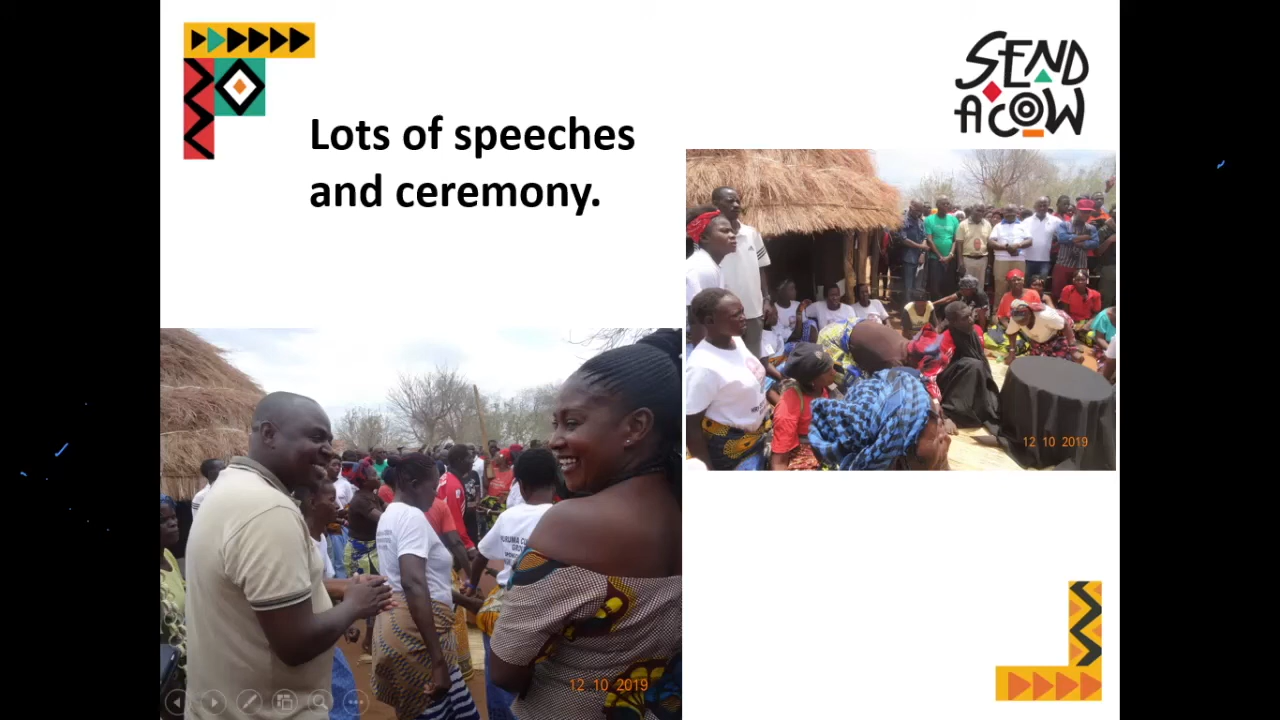 SEND
A COW
Lots of speeches
and ceremony.
12 10 2019
12 10 2019